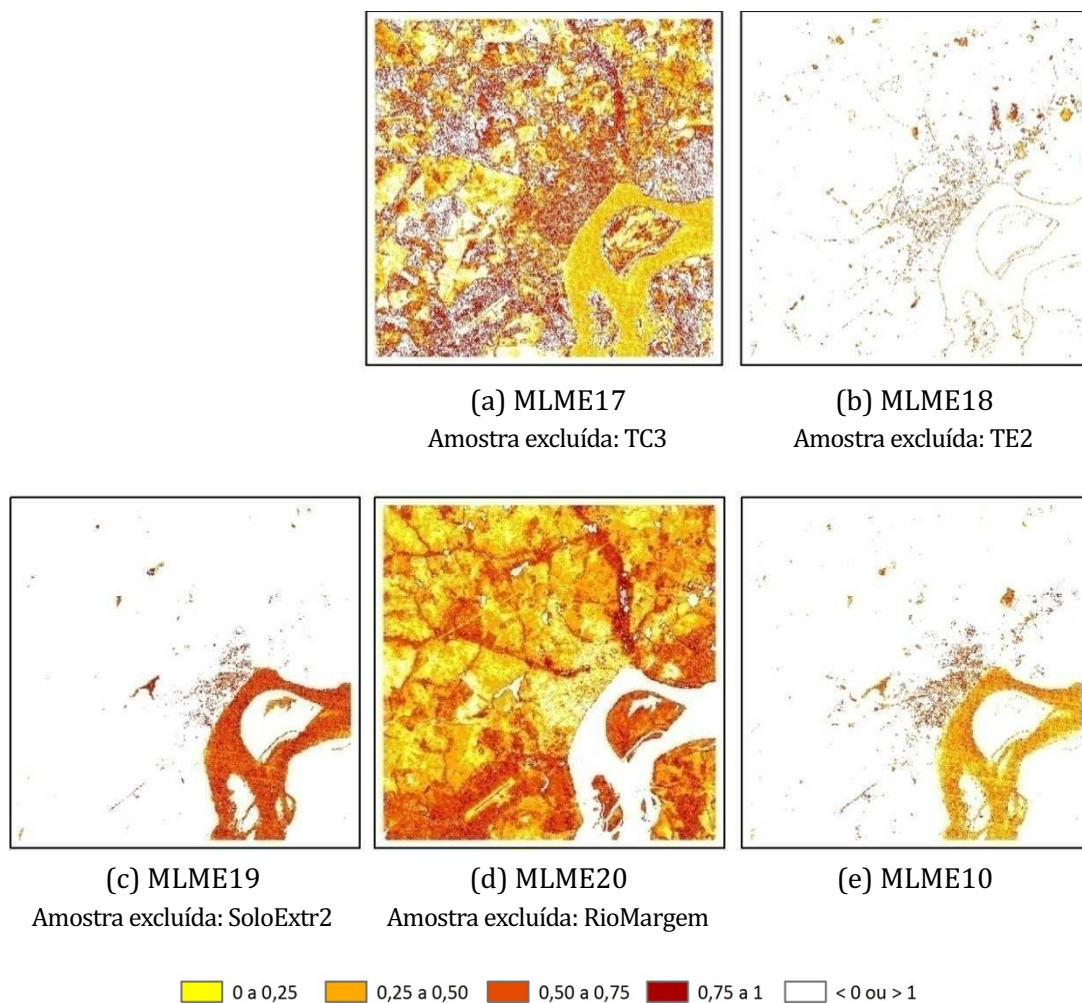 (a) MLME17
Amostra excluída: TC3
(b) MLME18
Amostra excluída: TE2
(c) MLME19
Amostra excluída: SoloExtr2
(d) MLME20
Amostra excluída: RioMargem
(e) MLME10
0 a 0,25
0,25 a 0,50
0,50 a 0,75
0,75 a 1
< 0 ou > 1